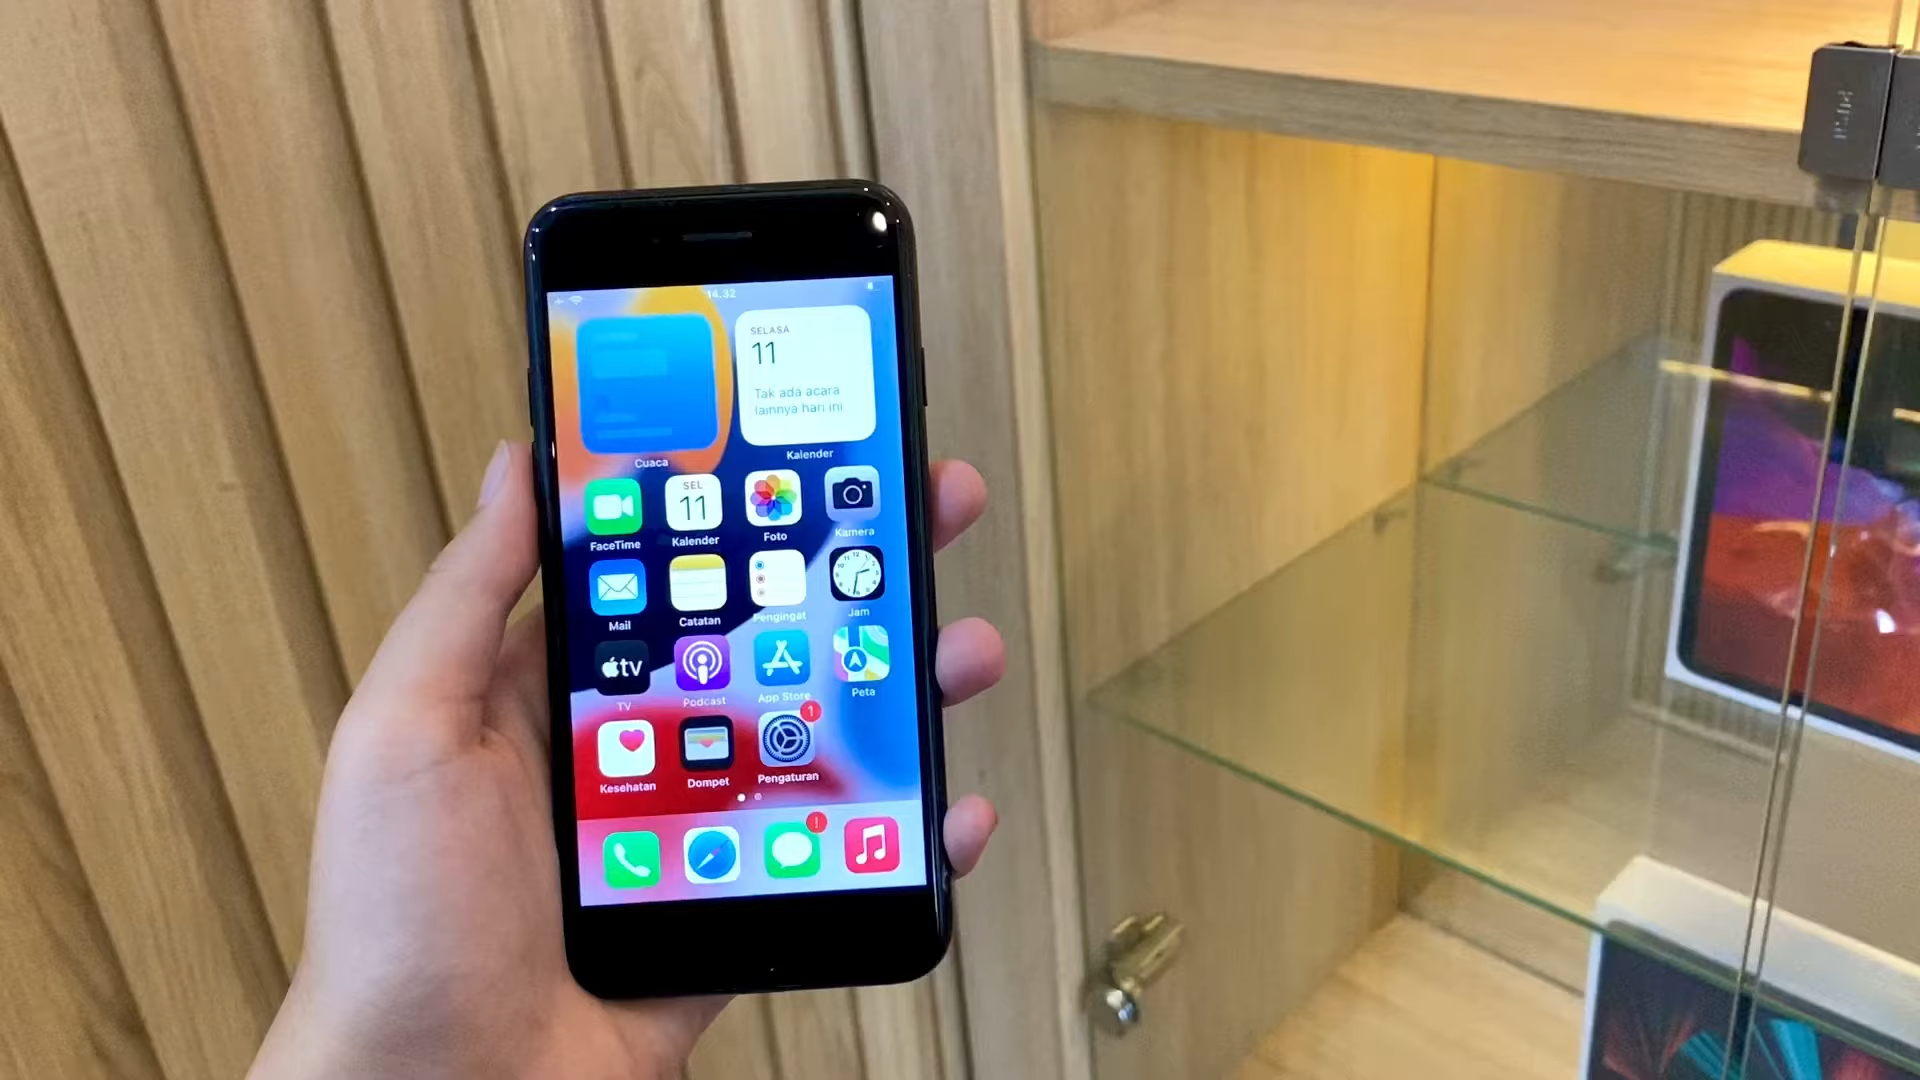 14.32
SELASA
11
Tak ada acara
lainnya hari ini
Cuaca
Kalender
SEL
11
FaceTime
Kalender
Foto
Kamera
Mail
Catatan
Pengingat
Jam
tv
TV
Podcast
App Store
Peta
1
Kesehatan
Dompet
Pengaturan
!